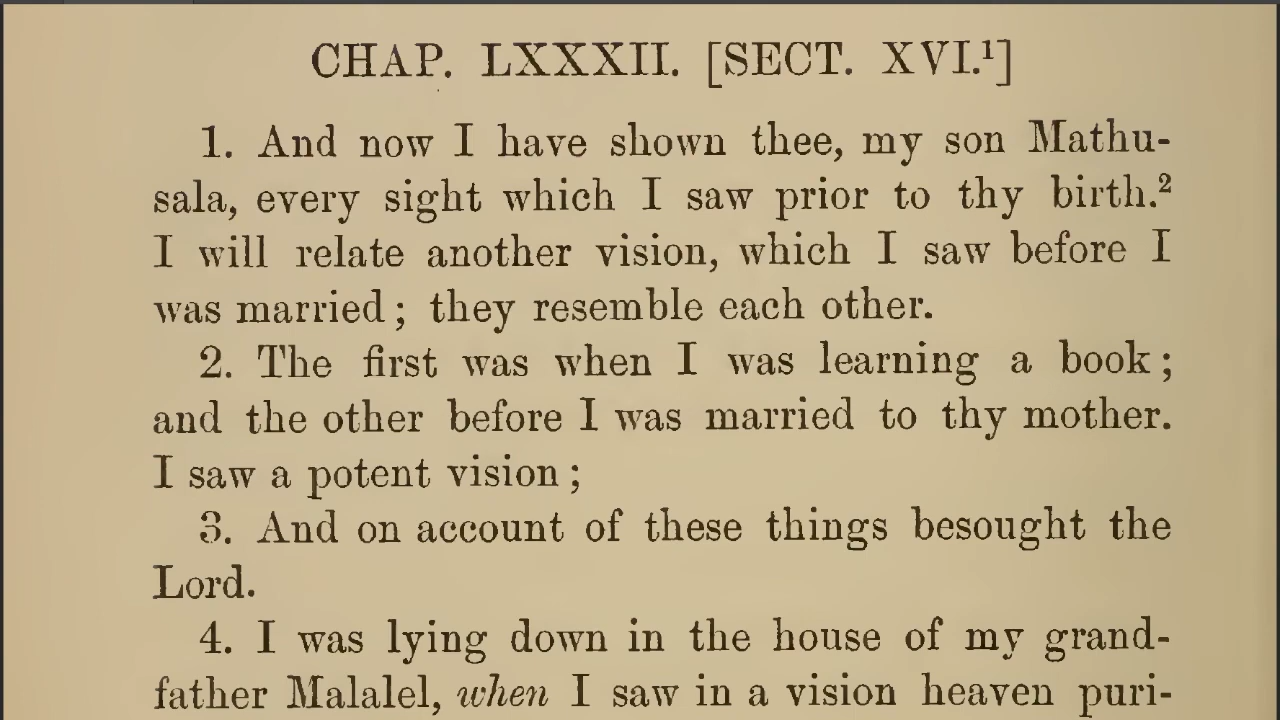 CHAP. LXXXII. [SECT. XVI.¹]
1. And now I have shown thee, my son Mathu-
sala, every sight which I saw prior to thy birth.²
I will relate another vision, which I saw before I
was married; they resemble each other.
2. The first was when I was learning a book;
and the other before I was married to thy mother.
I saw a potent vision;
3. And on account of these things besought the
Lord.
4. I was lying down in the house of my grand-
father Malalel, when I saw in a vision heaven puri-